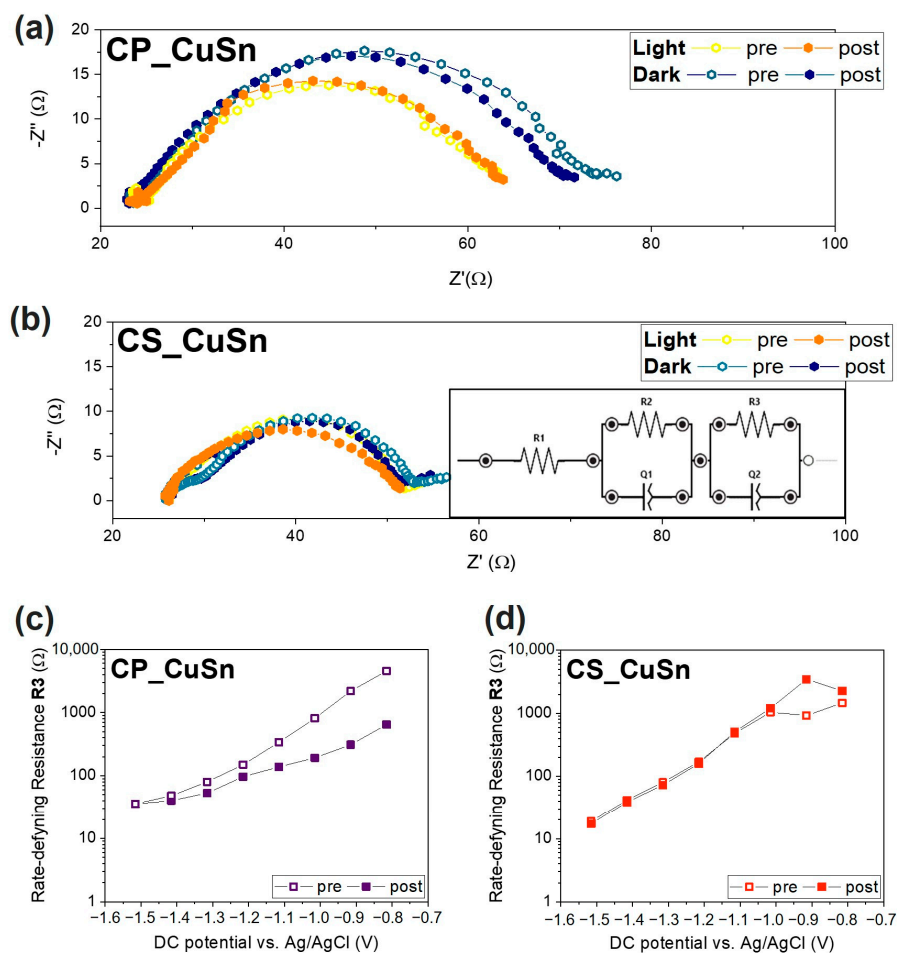 (a)
CP_CuSn
Light pre post
Dark pre post
20
15
10
5
0
-Z" (Ω)
20 40 60 80 100
Z'(Ω)
(b)
CS_CuSn
Light pre post
Dark pre post
20
15
10
5
0
-Z" (Ω)
R1
R2
Q1
R3
Q2
20 40 60 80 100
Z' (Ω)
(c)
CP_CuSn
10,000
1000
100
10
1
Rate-defyning Resistance R3 (Ω)
pre post
−1.6 −1.5 −1.4 −1.3 −1.2 −1.1 −1.0 −0.9 −0.8 −0.7
DC potential vs. Ag/AgCl (V)
(d)
CS_CuSn
10,000
1000
100
10
1
Rate-defyning Resistance R3 (Ω)
pre post
−1.6 −1.5 −1.4 −1.3 −1.2 −1.1 −1.0 −0.9 −0.8 −0.7
DC potential vs. Ag/AgCl (V)